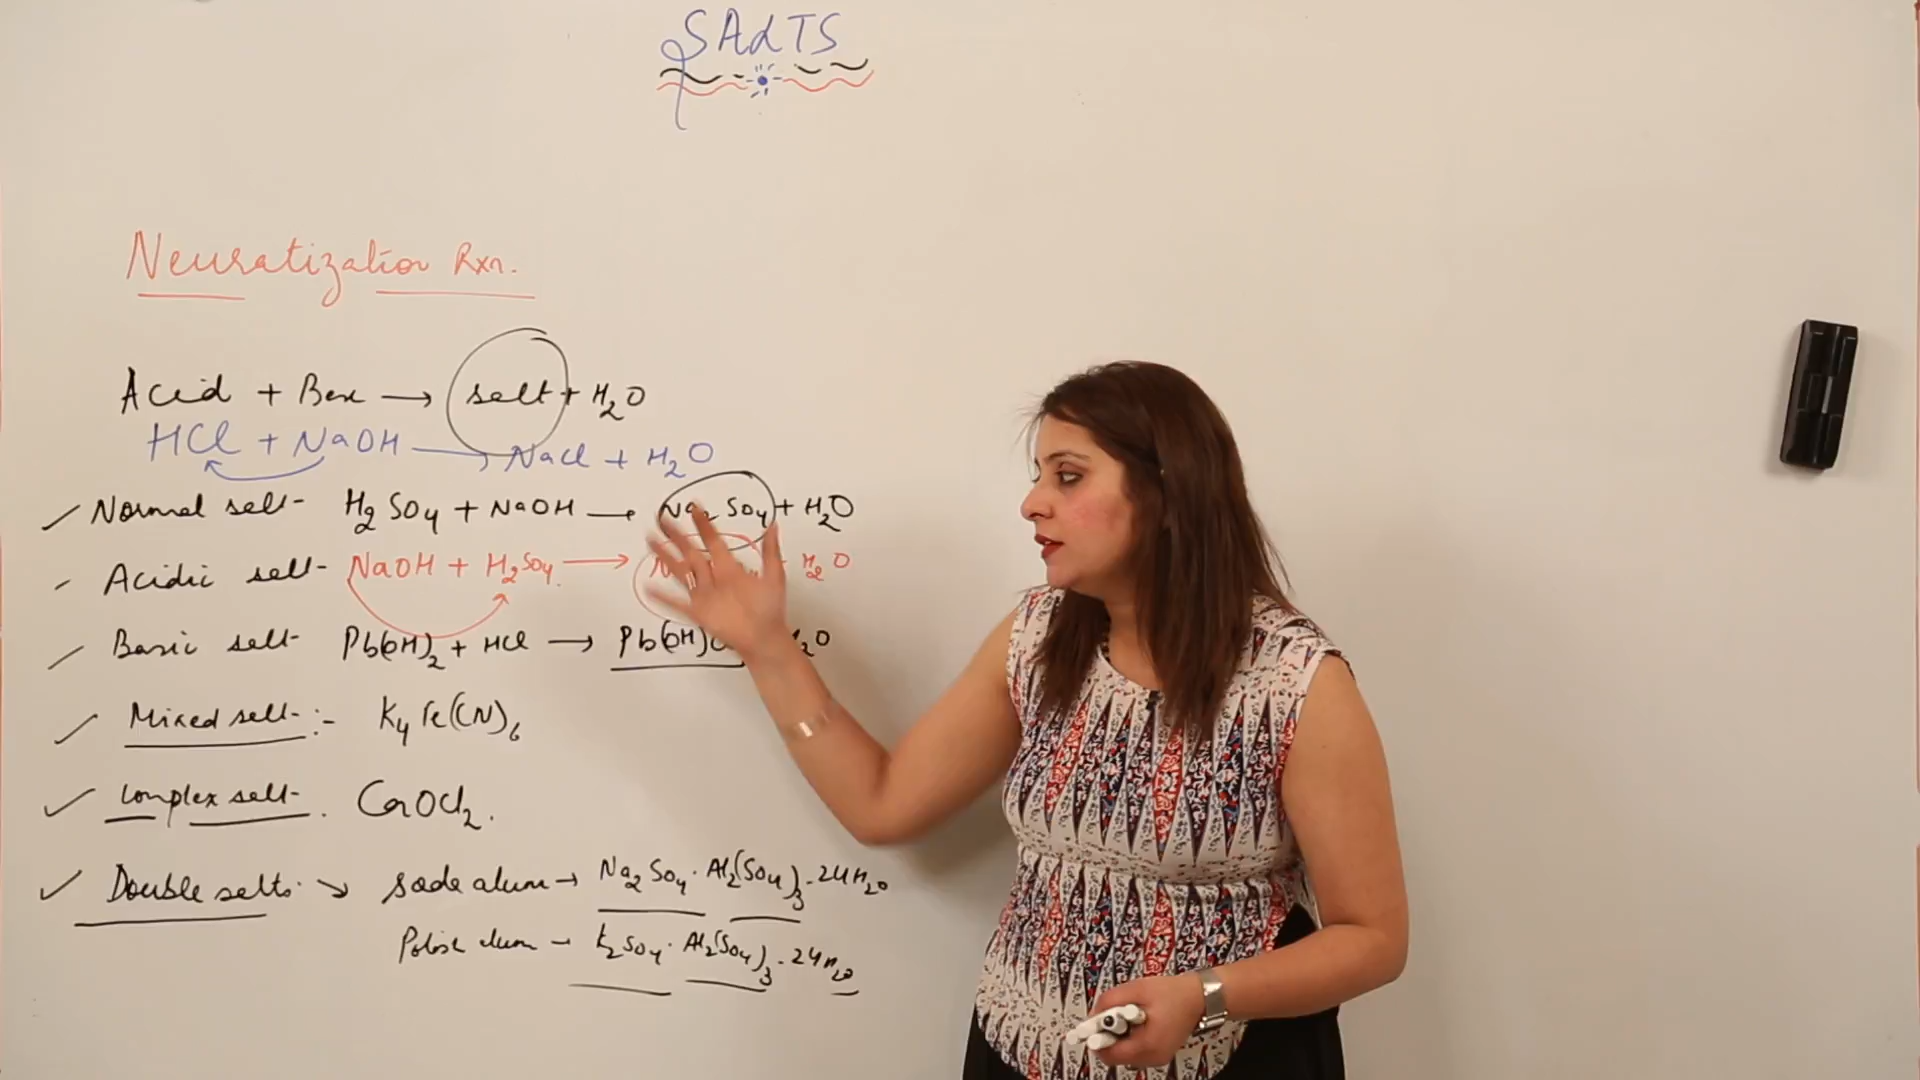 SALTS
Neuratization Rxn.
Acid + Base → salt + H2O
HCl + NaOH → NaCl + H2O
Normal salt- H2SO4 + NaOH → Na2SO4 + H2O
Acidic salt- NaOH + H2SO4 → H2O
Basic salt- Pb(OH)2 + HCl → Pb(OH) H2O
Mixed salt:- K4Fe(CN)6
Complex salt. CaOCl2.
Double salts. → soda alum → Na2SO4.Al2(SO4)3.24H2O
Potash alum → K2SO4.Al2(SO4)3.24H2O